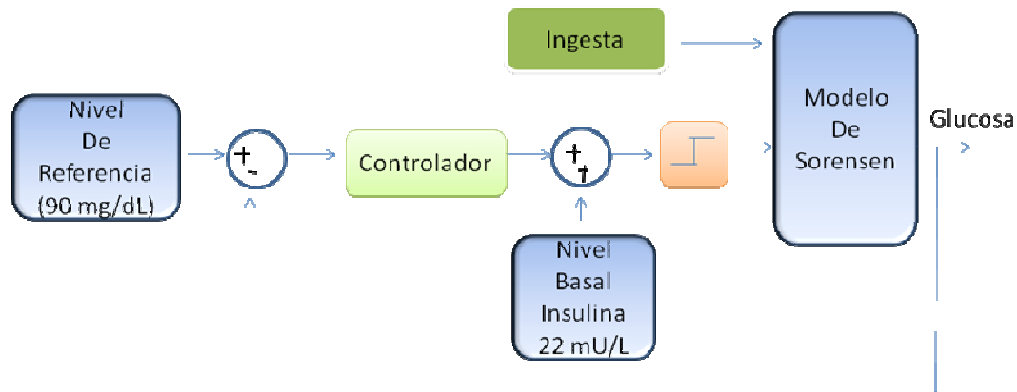 Ingesta
Nivel
De
Referencia
(90 mg/dL)
+
-
Controlador
+
+
Modelo
De
Sorensen
Glucosa
Nivel
Basal
Insulina
22 mU/L